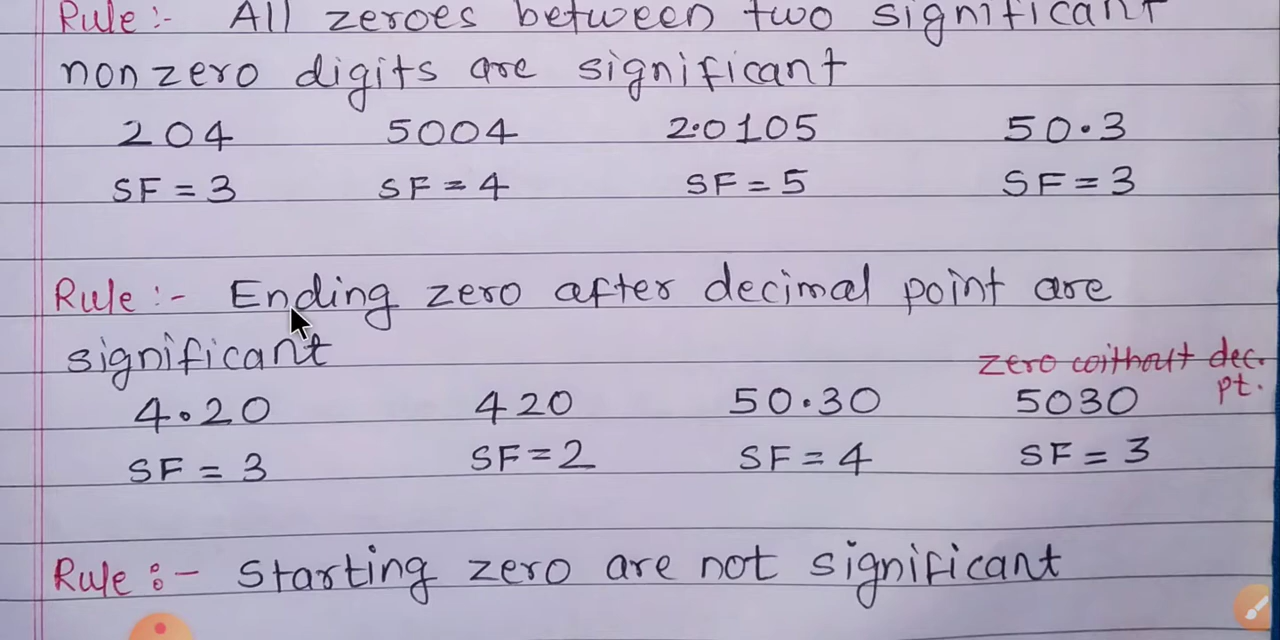 Rule:- All zeroes between two significant
nonzero digits are significant
204 5004 2.0105 50.3
SF = 3 SF = 4 SF = 5 SF = 3
Rule:- Ending zero after decimal point are
significant
zero without dec.
pt.
4.20 420 50.30 5030
SF = 3 SF = 2 SF = 4 SF = 3
Rule:- Starting zero are not significant